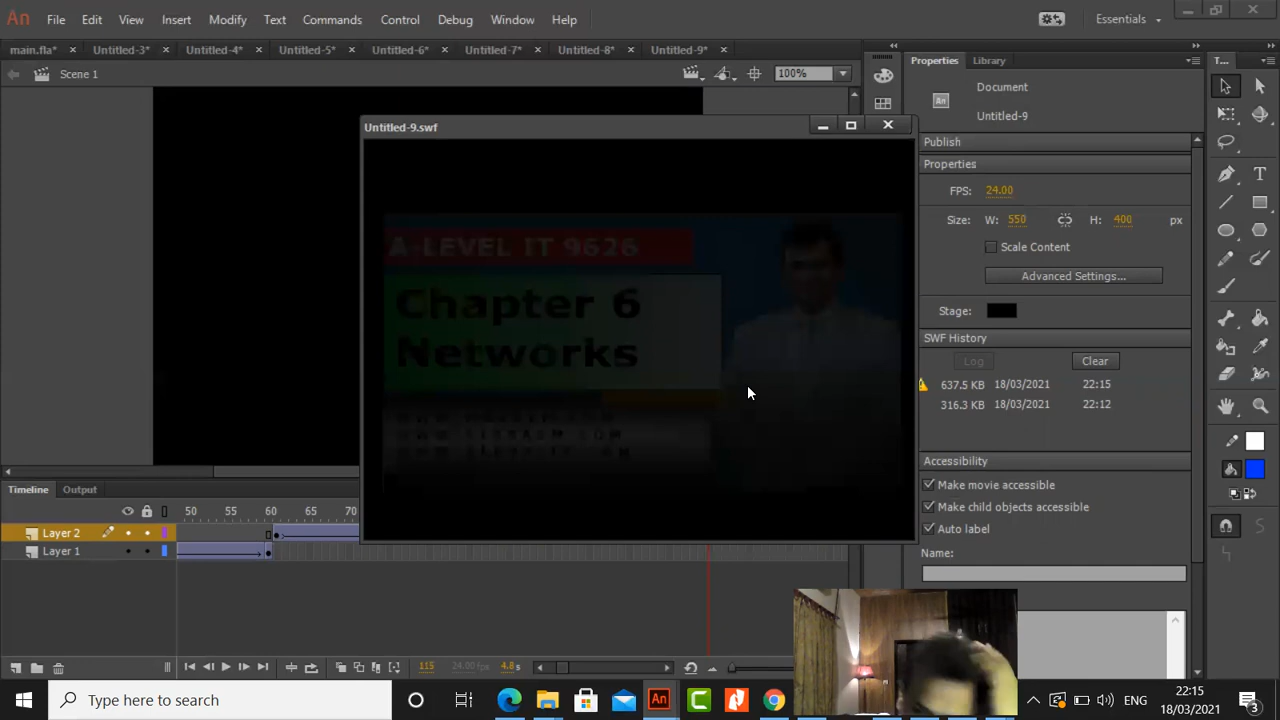 An File Edit View Insert Modify Text Commands Control Debug Window Help Essentials
main.fla* Untitled-3* Untitled-4* Untitled-5* Untitled-6* Untitled-7* Untitled-8* Untitled-9*
Scene 1
100%
Properties Library
T...
An
Document
Untitled-9
Publish
Properties
FPS: 24.00
Size: W: 550 H: 400 px
Scale Content
Advanced Settings...
Stage:
SWF History
Log Clear
637.5 KB 18/03/2021 22:15
316.3 KB 18/03/2021 22:12
Accessibility
Make movie accessible
Make child objects accessible
Auto label
Name:
Untitled-9.swf
A-LEVEL IT 9626
Chapter 6
Networks
Timeline Output
50 55 60 65 70
Layer 2
Layer 1
115 24.00 fps 4.8 s
Type here to search
An
ENG
22:15
18/03/2021
3